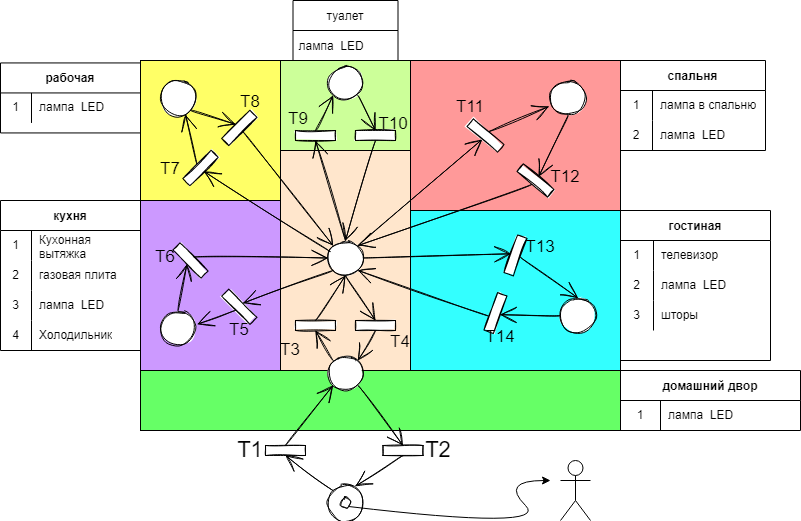 туалет
лампа LED
рабочая
1 лампа LED
спальня
1 лампа в спальню
2 лампа LED
T8
T9
T10
T11
T7
T12
кухня
1 Кухонная
вытяжка
2 газовая плита
3 лампа LED
4 Холодильник
гостиная
1 телевизор
2 лампа LED
3 шторы
T6
T13
T5
T3
T4
T14
домашний двор
1 лампа LED
T1
T2